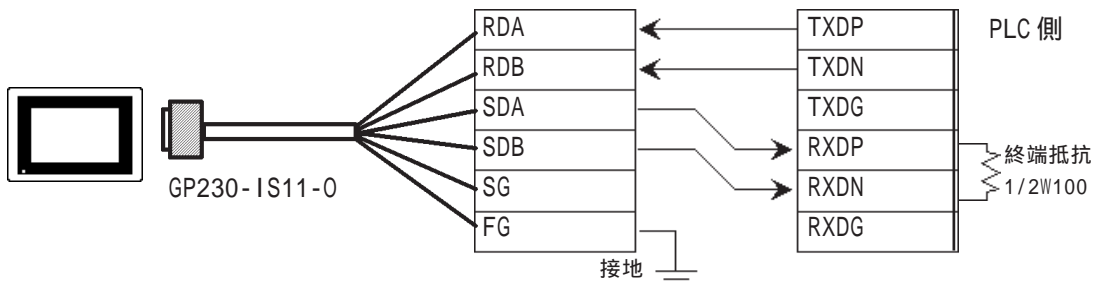 RDA
RDB
SDA
SDB
SG
FG
TXDP
TXDN
TXDG
RXDP
RXDN
RXDG
PLC 側
GP230-IS11-O
終端抵抗
1/2W100
接地